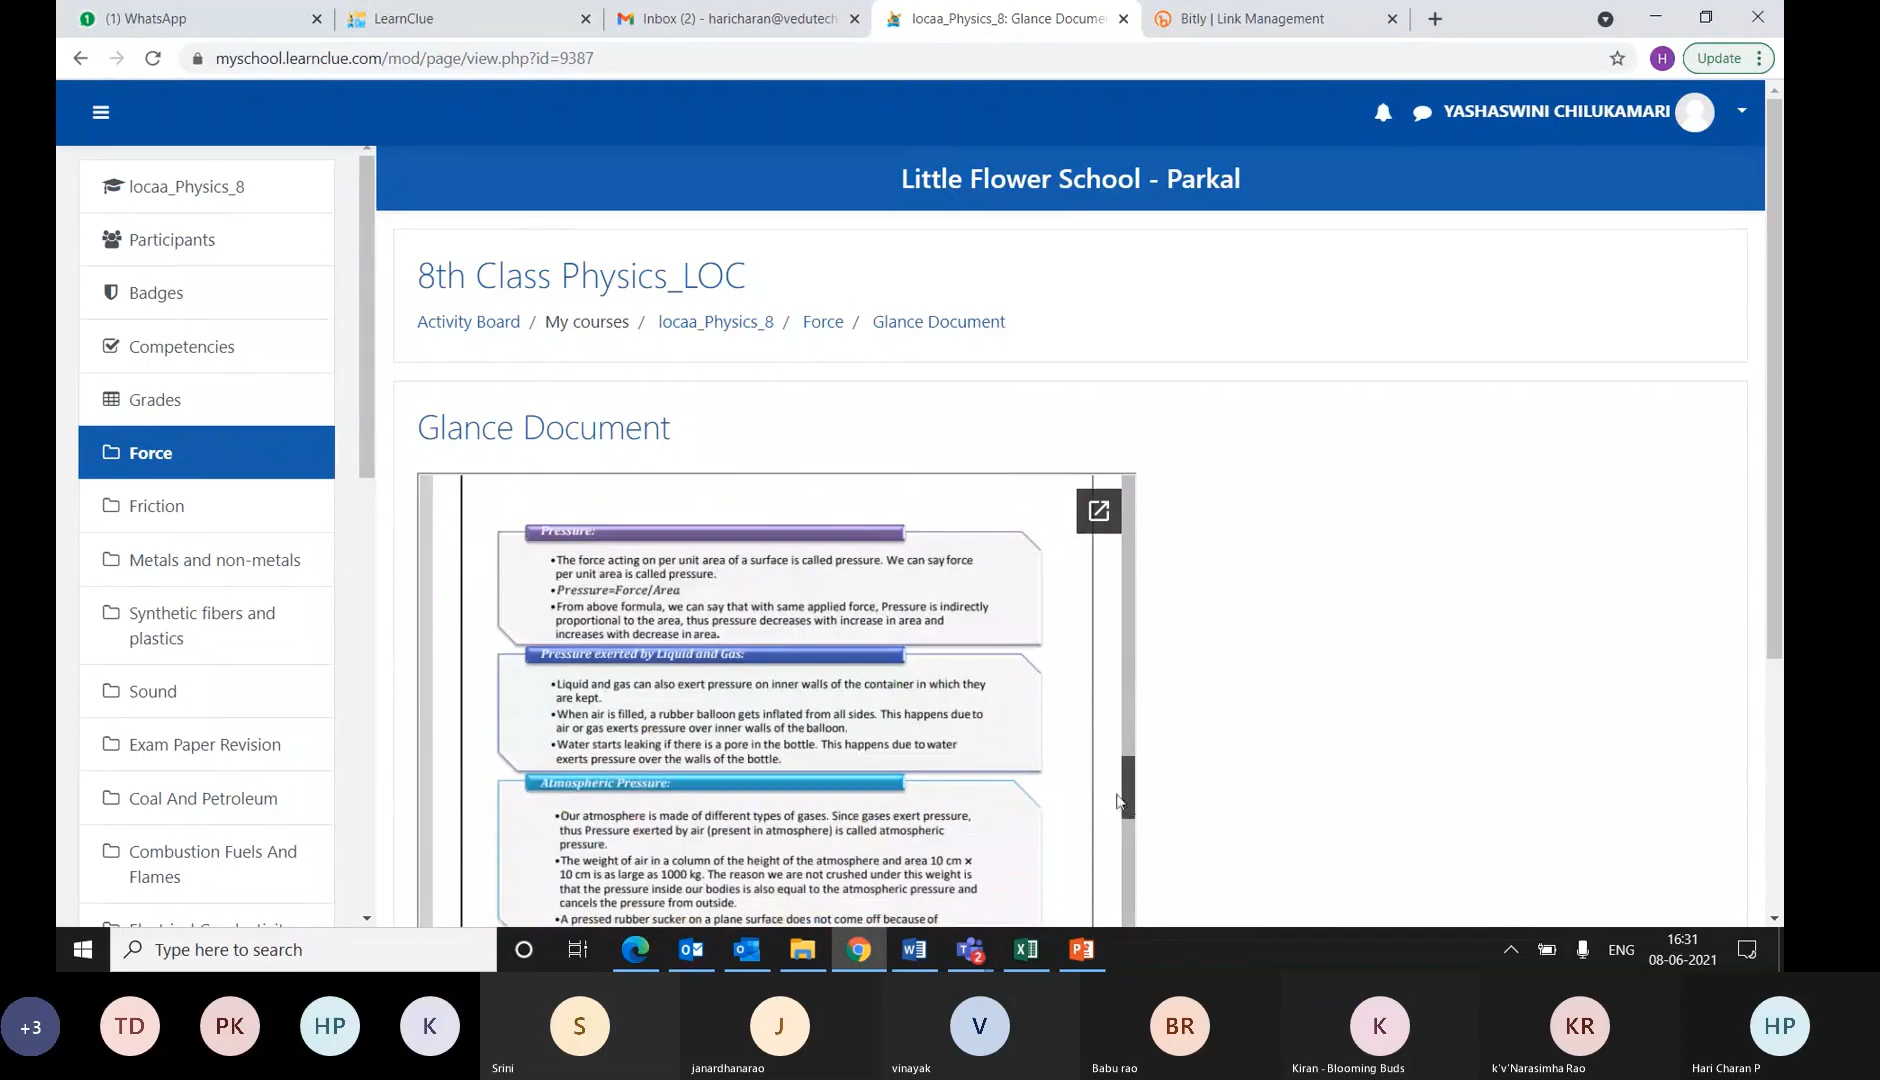 (1) WhatsApp
LearnClue
Inbox (2) - haricharan@vedutech
locaa_Physics_8: Glance Docume
Bitly | Link Management
myschool.learnclue.com/mod/page/view.php?id=9387
H
Update
YASHASWINI CHILUKAMARI
Little Flower School - Parkal
locaa_Physics_8
Participants
Badges
Competencies
Grades
Force
Friction
Metals and non-metals
Synthetic fibers and
plastics
Sound
Exam Paper Revision
Coal And Petroleum
Combustion Fuels And
Flames
8th Class Physics_LOC
Activity Board / My courses / locaa_Physics_8 / Force / Glance Document
Glance Document
Pressure:
•The force acting on per unit area of a surface is called pressure. We can say force
per unit area is called pressure.
•Pressure=Force/Area
•From above formula, we can say that with same applied force, Pressure is indirectly
proportional to the area, thus pressure decreases with increase in area and
increases with decrease in area.
Pressure exerted by Liquid and Gas:
•Liquid and gas can also exert pressure on inner walls of the container in which they
are kept.
•When air is filled, a rubber balloon gets inflated from all sides. This happens due to
air or gas exerts pressure over inner walls of the balloon.
•Water starts leaking if there is a pore in the bottle. This happens due to water
exerts pressure over the walls of the bottle.
Atmospheric Pressure:
•Our atmosphere is made of different types of gases. Since gases exert pressure,
thus Pressure exerted by air (present in atmosphere) is called atmospheric
pressure.
•The weight of air in a column of the height of the atmosphere and area 10 cm ×
10 cm is as large as 1000 kg. The reason we are not crushed under this weight is
that the pressure inside our bodies is also equal to the atmospheric pressure and
cancels the pressure from outside.
•A pressed rubber sucker on a plane surface does not come off because of
Type here to search
2
ENG
16:31
08-06-2021
+3
TD
PK
HP
K
S
Srini
J
janardhanarao
V
vinayak
BR
Babu rao
K
Kiran - Blooming Buds
KR
k'v'Narasimha Rao
HP
Hari Charan P